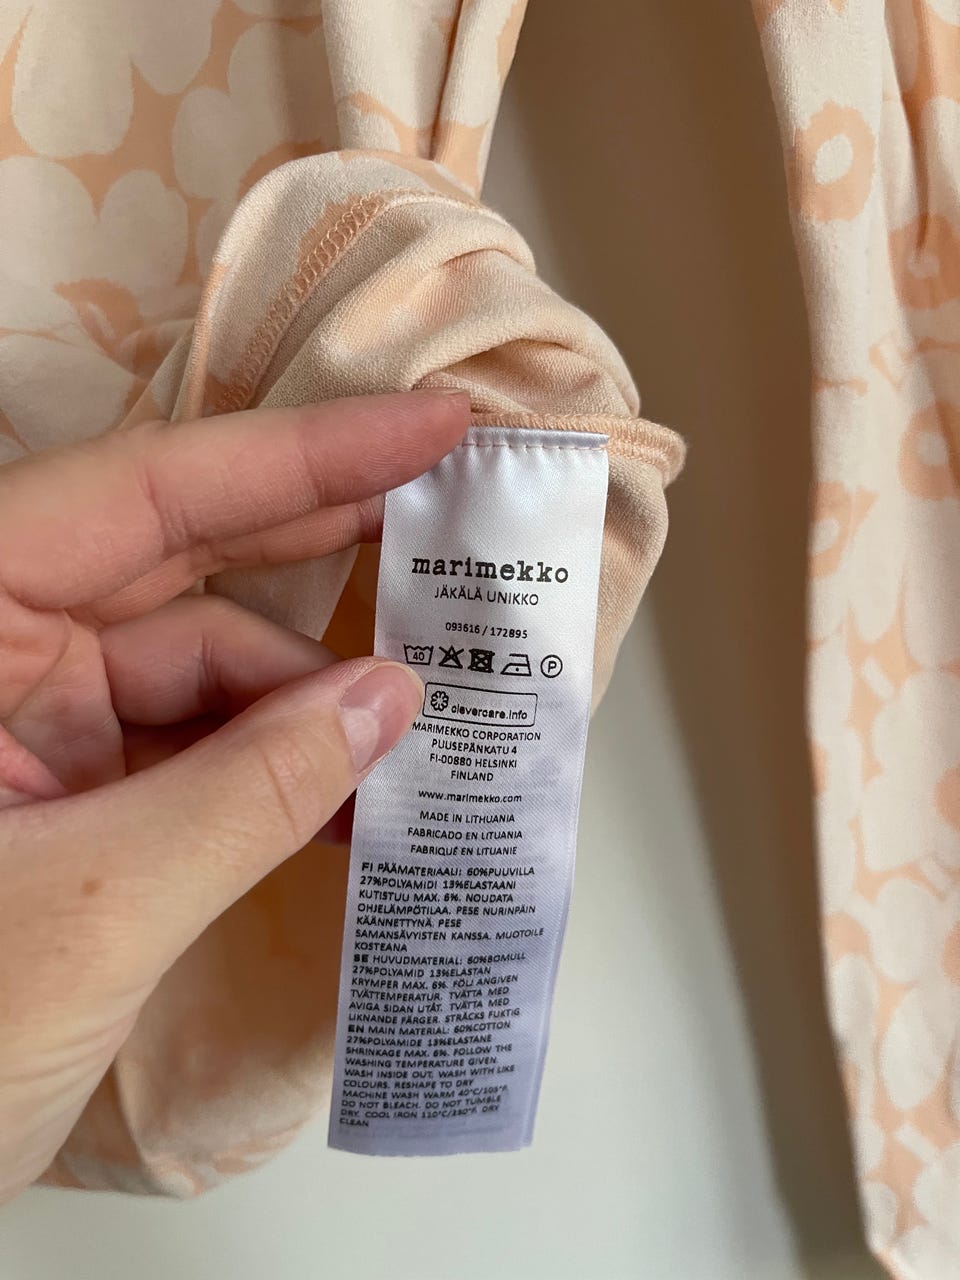 marimekko
JÄKÄLÄ UNIKKO
093616 / 172895
40
P
clevercare.info
MARIMEKKO CORPORATION
PUUSEPÄNKATU 4
FI-00880 HELSINKI
FINLAND
www.marimekko.com
MADE IN LITHUANIA
FABRICADO EN LITUANIA
FABRIQUÉ EN LITUANIE
FI PÄÄMATERIAALI: 60%PUUVILLA
27%POLYAMIDI 13%ELASTAANI
KUTISTUU MAX. 6%. NOUDATA
OHJELÄMPÖTILAA. PESE NURINPÄIN
KÄÄNNETTYNÄ. PESE
SAMANSÄVYISTEN KANSSA. MUOTOILE
KOSTEANA
SE HUVUDMATERIAL: 60%BOMULL
27%POLYAMID 13%ELASTAN
KRYMPER MAX. 6%. FÖLJ ANGIVEN
TVÄTTEMPERATUR. TVÄTTA MED
AVIGA SIDAN UTÅT. TVÄTTA MED
LIKNANDE FÄRGER. STRÄCKS FUKTIG
EN MAIN MATERIAL: 60%COTTON
27%POLYAMIDE 13%ELASTANE
SHRINKAGE MAX. 6%. FOLLOW THE
WASHING TEMPERATURE GIVEN.
WASH INSIDE OUT. WASH WITH LIKE
COLOURS. RESHAPE TO DRY
MACHINE WASH WARM 40°C/105°F.
DO NOT BLEACH. DO NOT TUMBLE
DRY. COOL IRON 110°C/230°F. DRY
CLEAN